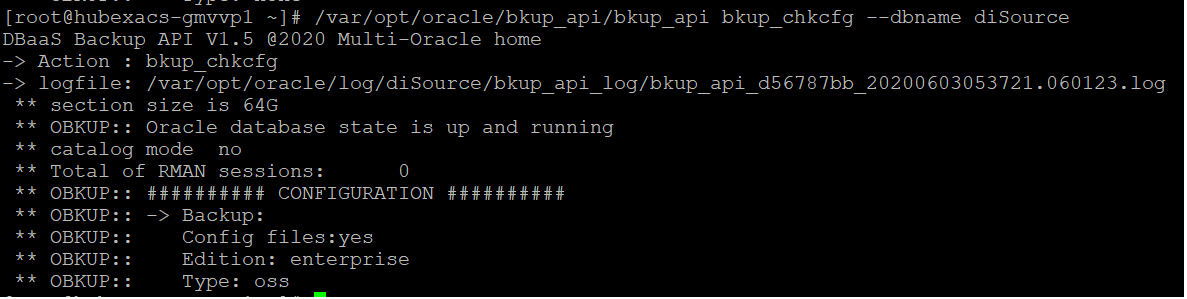 [root@hubexacs-gmvvp1 ~]# /var/opt/oracle/bkup_api/bkup_api bkup_chkcfg --dbname diSource
DBaaS Backup API V1.5 @2020 Multi-Oracle home
-> Action : bkup_chkcfg
-> logfile: /var/opt/oracle/log/diSource/bkup_api_log/bkup_api_d56787bb_20200603053721.060123.log
** section size is 64G
** OBKUP:: Oracle database state is up and running
** catalog mode  no
** Total of RMAN sessions:      0
** OBKUP:: ########## CONFIGURATION ##########
** OBKUP:: -> Backup:
** OBKUP::    Config files:yes
** OBKUP::    Edition: enterprise
** OBKUP::    Type: oss